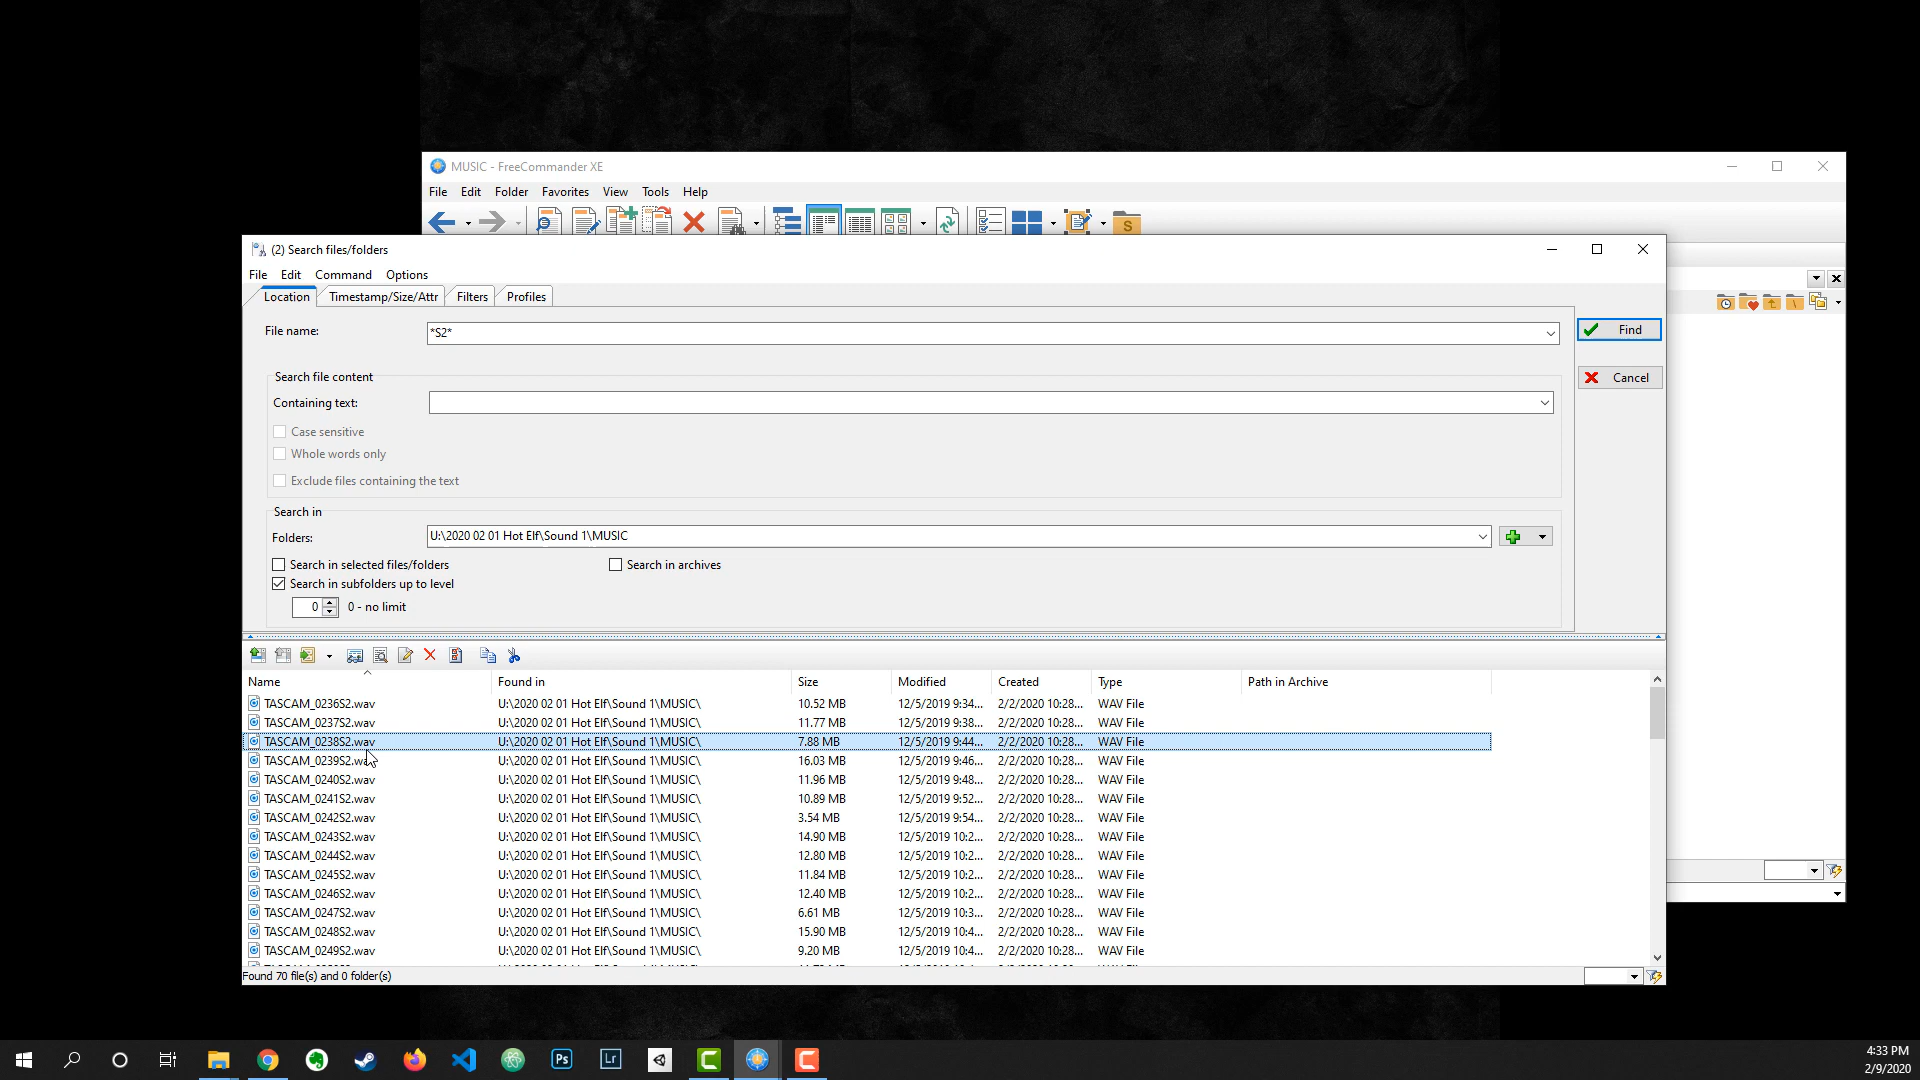 MUSIC - FreeCommander XE
File Edit Folder Favorites View Tools Help
S
(2) Search files/folders
File Edit Command Options
Location Timestamp/Size/Attr Filters Profiles
File name: *S2* Find
Search file content
Cancel
Containing text:
Case sensitive
Whole words only
Exclude files containing the text
Search in
Folders: U:\2020 02 01 Hot Elf\Sound 1\MUSIC
Search in selected files/folders Search in archives
Search in subfolders up to level
0 0 - no limit
Name Found in Size Modified Created Type Path in Archive
TASCAM_0236S2.wav U:\2020 02 01 Hot Elf\Sound 1\MUSIC\ 10.52 MB 12/5/2019 9:34... 2/2/2020 10:28... WAV File
TASCAM_0237S2.wav U:\2020 02 01 Hot Elf\Sound 1\MUSIC\ 11.77 MB 12/5/2019 9:38... 2/2/2020 10:28... WAV File
TASCAM_0238S2.wav U:\2020 02 01 Hot Elf\Sound 1\MUSIC\ 7.88 MB 12/5/2019 9:44... 2/2/2020 10:28... WAV File
TASCAM_0239S2.wav U:\2020 02 01 Hot Elf\Sound 1\MUSIC\ 16.03 MB 12/5/2019 9:46... 2/2/2020 10:28... WAV File
TASCAM_0240S2.wav U:\2020 02 01 Hot Elf\Sound 1\MUSIC\ 11.96 MB 12/5/2019 9:48... 2/2/2020 10:28... WAV File
TASCAM_0241S2.wav U:\2020 02 01 Hot Elf\Sound 1\MUSIC\ 10.89 MB 12/5/2019 9:52... 2/2/2020 10:28... WAV File
TASCAM_0242S2.wav U:\2020 02 01 Hot Elf\Sound 1\MUSIC\ 3.54 MB 12/5/2019 9:54... 2/2/2020 10:28... WAV File
TASCAM_0243S2.wav U:\2020 02 01 Hot Elf\Sound 1\MUSIC\ 14.90 MB 12/5/2019 10:2... 2/2/2020 10:28... WAV File
TASCAM_0244S2.wav U:\2020 02 01 Hot Elf\Sound 1\MUSIC\ 12.80 MB 12/5/2019 10:2... 2/2/2020 10:28... WAV File
TASCAM_0245S2.wav U:\2020 02 01 Hot Elf\Sound 1\MUSIC\ 11.84 MB 12/5/2019 10:2... 2/2/2020 10:28... WAV File
TASCAM_0246S2.wav U:\2020 02 01 Hot Elf\Sound 1\MUSIC\ 12.40 MB 12/5/2019 10:2... 2/2/2020 10:28... WAV File
TASCAM_0247S2.wav U:\2020 02 01 Hot Elf\Sound 1\MUSIC\ 6.61 MB 12/5/2019 10:3... 2/2/2020 10:28... WAV File
TASCAM_0248S2.wav U:\2020 02 01 Hot Elf\Sound 1\MUSIC\ 15.90 MB 12/5/2019 10:4... 2/2/2020 10:28... WAV File
TASCAM_0249S2.wav U:\2020 02 01 Hot Elf\Sound 1\MUSIC\ 9.20 MB 12/5/2019 10:4... 2/2/2020 10:28... WAV File
Found 70 file(s) and 0 folder(s)
Ps Lr
4:33 PM
2/9/2020